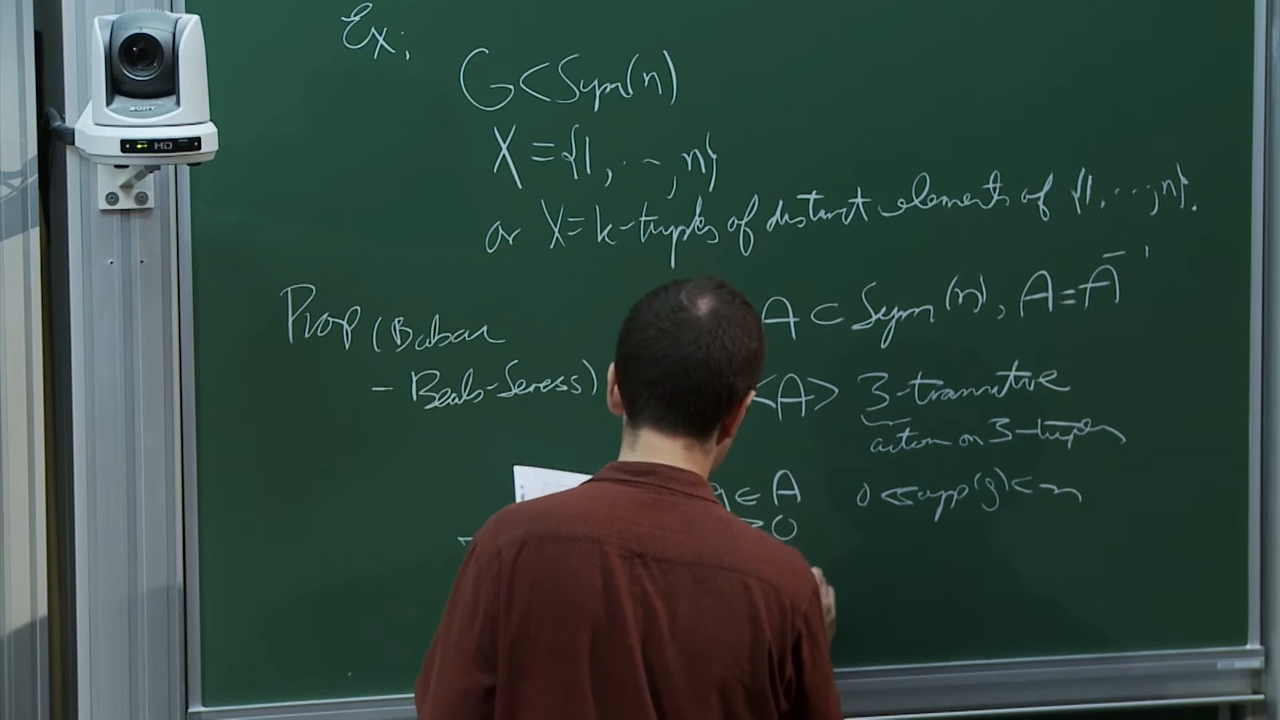 Ex:
G < Sym(n)
X = {1, ..., n}
or X = k-tuples of distinct elements of {1, ..., n}.
Prop (Babai
- Beals-Seress)
A ⊂ Sym(n), A = A^{-1}
<A> 3-transitive
action on 3-tuples
g ∈ A
≥ 0
SONY
HD